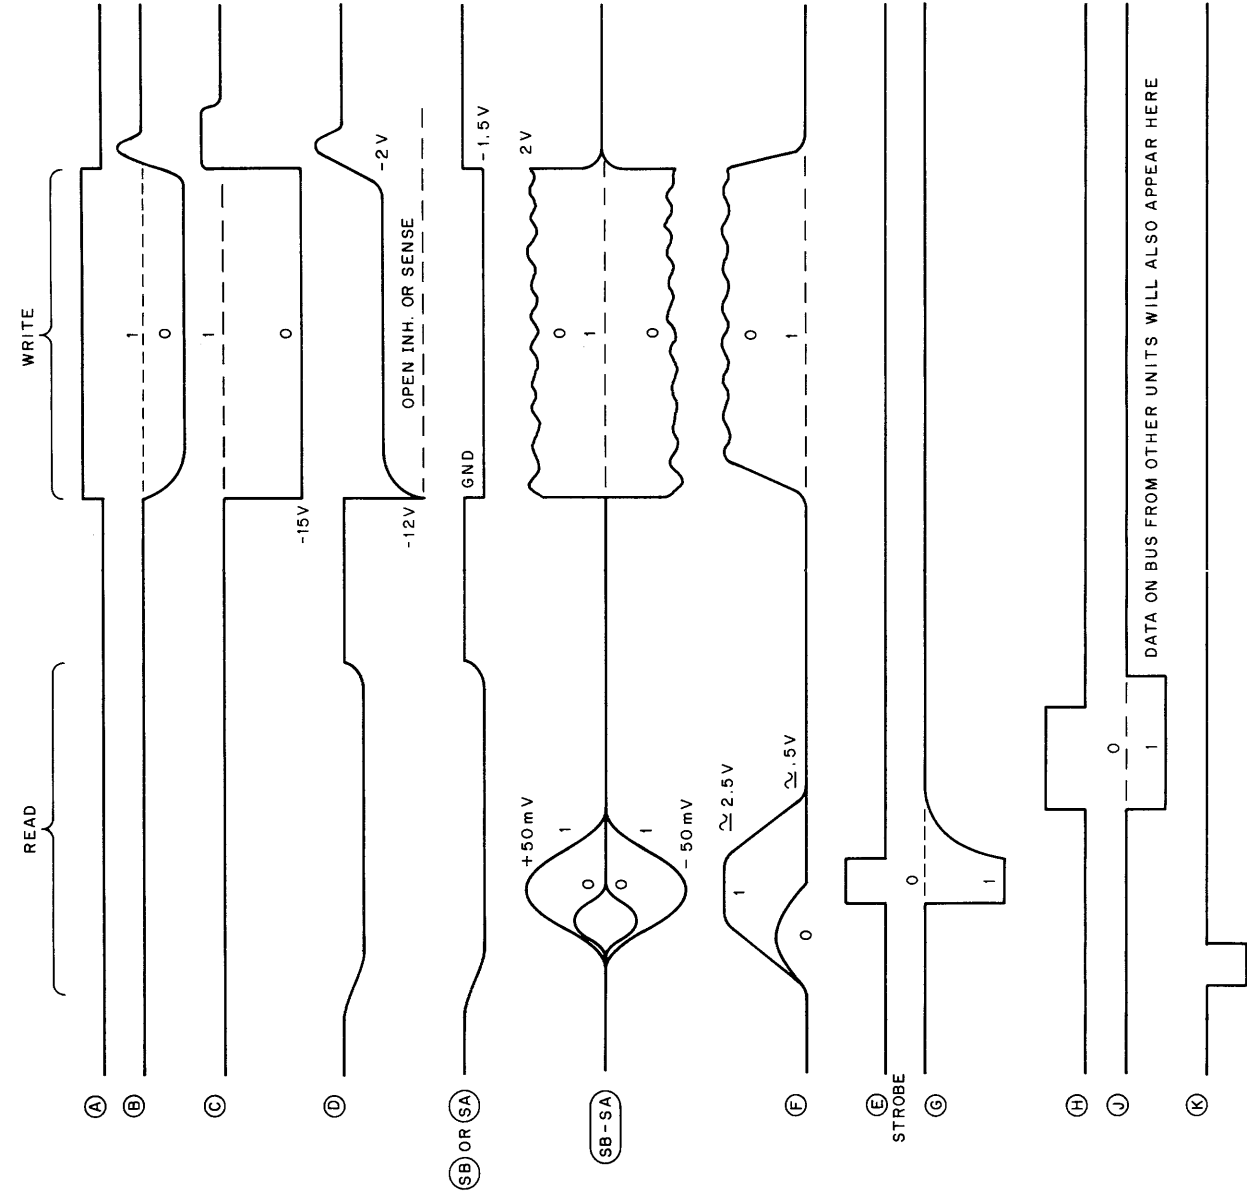 READ
WRITE
A
B
1
0
C
1
0
-15V
D
-2V
-12V
OPEN INH. OR SENSE
SB OR SA
GND
-1.5V
SB-SA
+50mV
1
0
0
1
-50mV
2V
0
1
0
F
≃2.5V
1
0
≃.5V
0
1
E
STROBE
G
0
1
H
J
0
1
DATA ON BUS FROM OTHER UNITS WILL ALSO APPEAR HERE
K